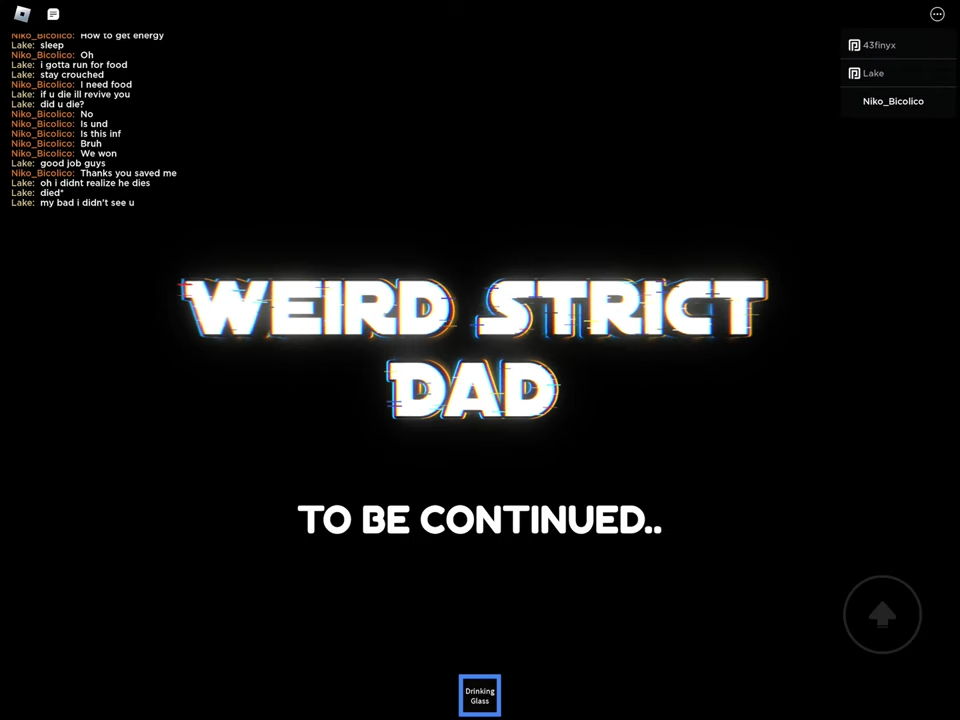 Niko_Bicolico: How to get energy
Lake: sleep
Niko_Bicolico: Oh
Lake: i gotta run for food
Lake: stay crouched
Niko_Bicolico: I need food
Lake: if u die ill revive you
Lake: did u die?
Niko_Bicolico: No
Niko_Bicolico: Is und
Niko_Bicolico: Is this inf
Niko_Bicolico: Bruh
Niko_Bicolico: We won
Lake: good job guys
Niko_Bicolico: Thanks you saved me
Lake: oh i didnt realize he dies
Lake: died*
Lake: my bad i didn't see u
43finyx
Lake
Niko_Bicolico
WEIRD STRICT
DAD
TO BE CONTINUED..
Drinking
Glass